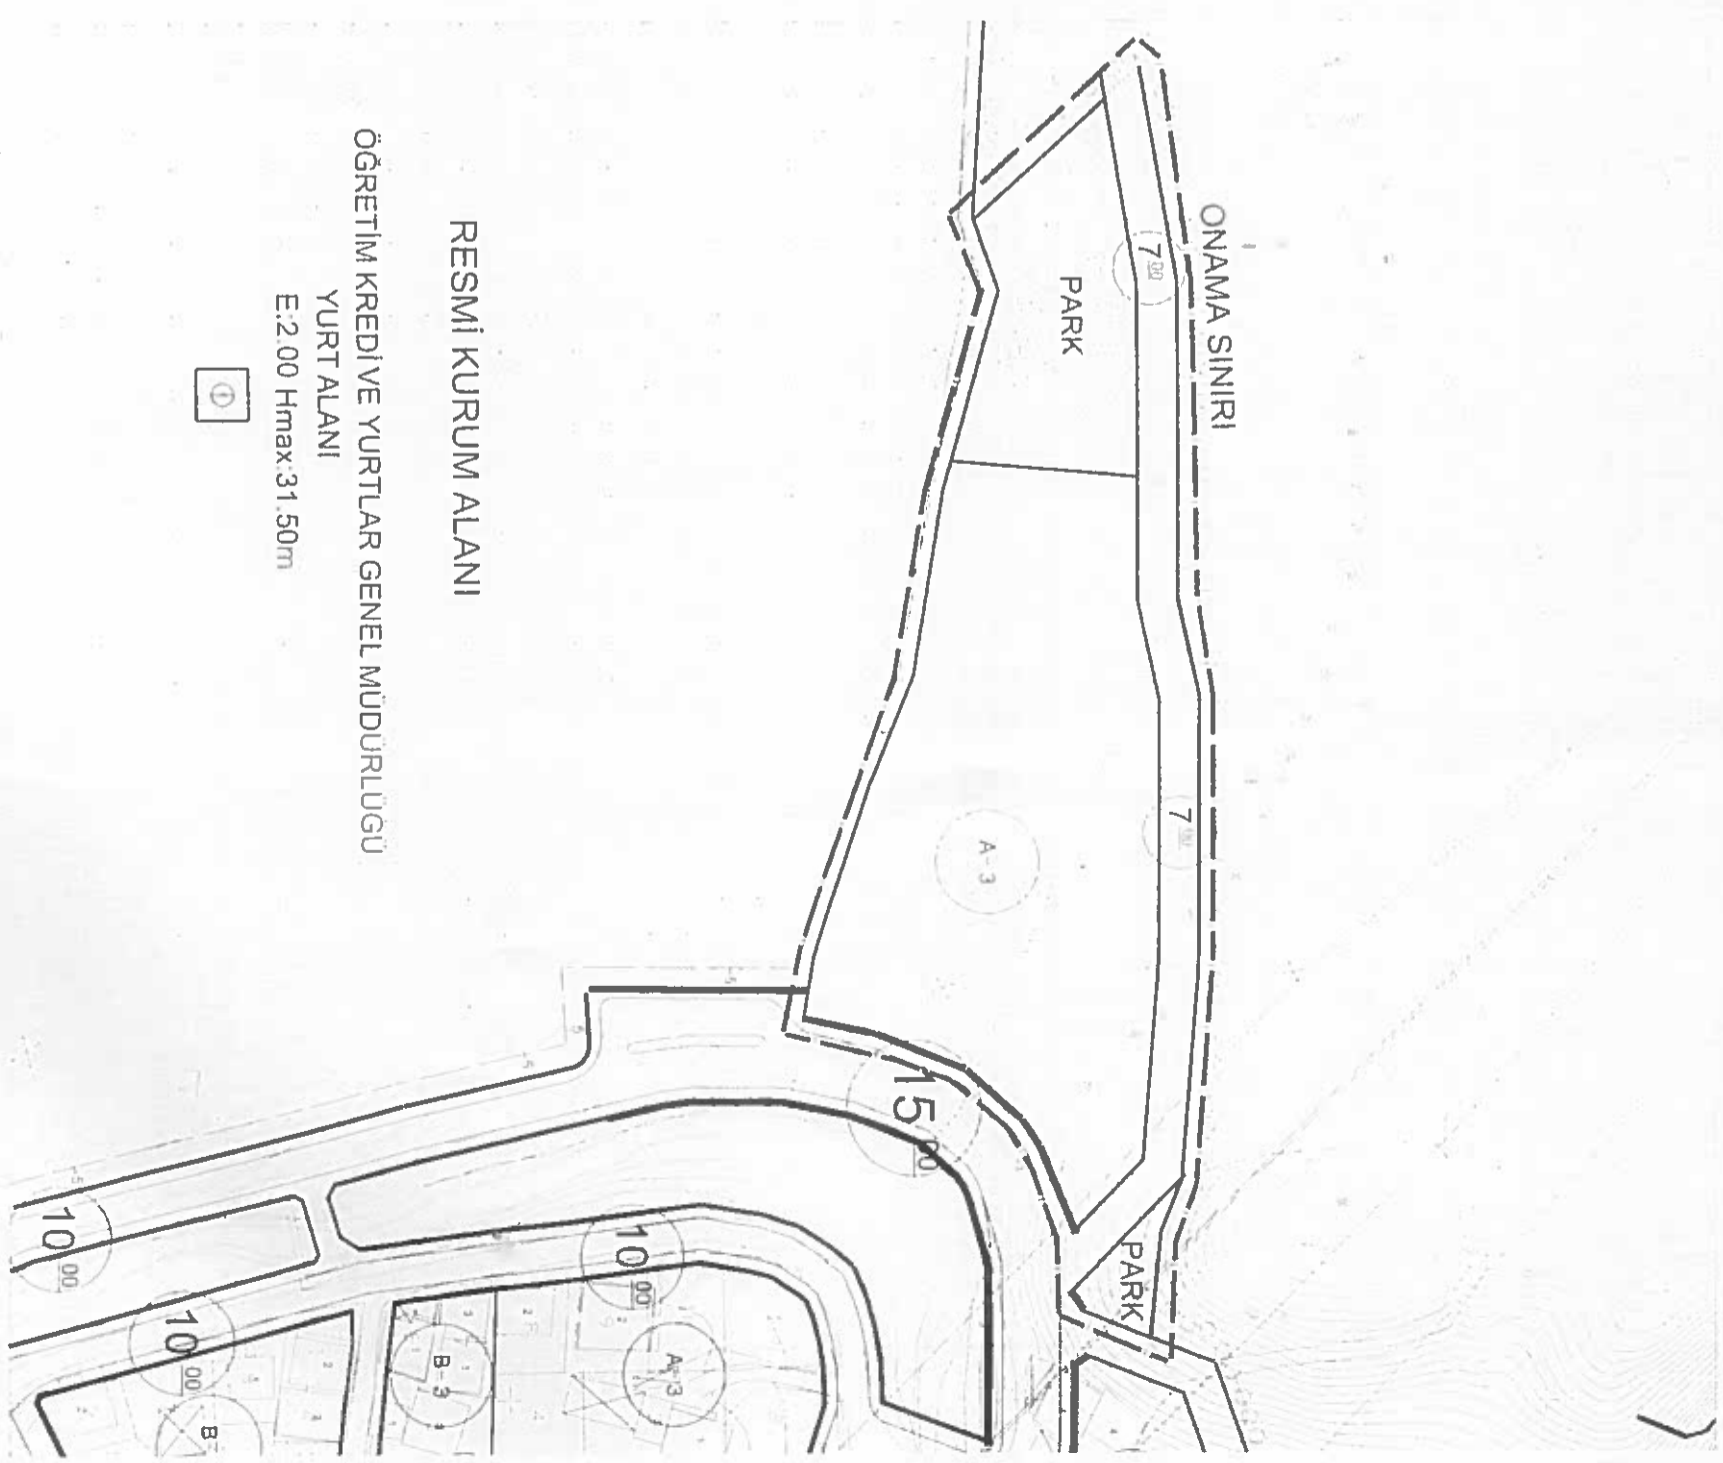 ONAMA SINIRI
7.00
PARK
RESMİ KURUM ALANI
ÖĞRETİM KREDİ VE YURTLAR GENEL MÜDÜRLÜĞÜ
YURT ALANI
E:2.00 Hmax:31.50m
7.00
A-3
15.00
PARK
10.00
10.00
10.00
A-3
B-3
B-